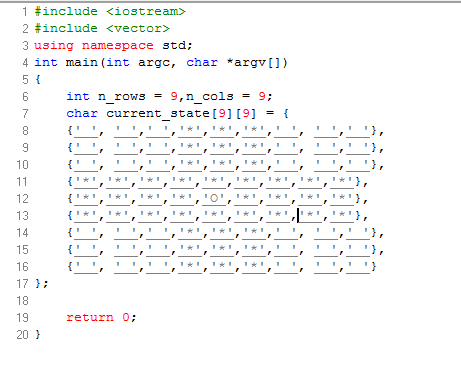 1 #include <iostream>
2 #include <vector>
3 using namespace std;
4 int main(int argc, char *argv[])
5 {
6 int n_rows = 9,n_cols = 9;
7 char current_state[9][9] = {
8 {' ', ' ',' ','*','*','*',' ', ' ',' '},
9 {' ', ' ',' ','*','*','*',' ', ' ',' '},
10 {' ', ' ',' ','*','*','*',' ', ' ',' '},
11 {'*','*','*','*','*','*','*','*','*'},
12 {'*','*','*','*','O','*','*','*','*'},
13 {'*','*','*','*','*','*','*','*','*'},
14 {' ', ' ',' ','*','*','*',' ', ' ',' '},
15 {' ', ' ',' ','*','*','*',' ', ' ',' '},
16 {' ', ' ',' ','*','*','*',' ', ' ',' '}
17 };
18
19 return 0;
20 }